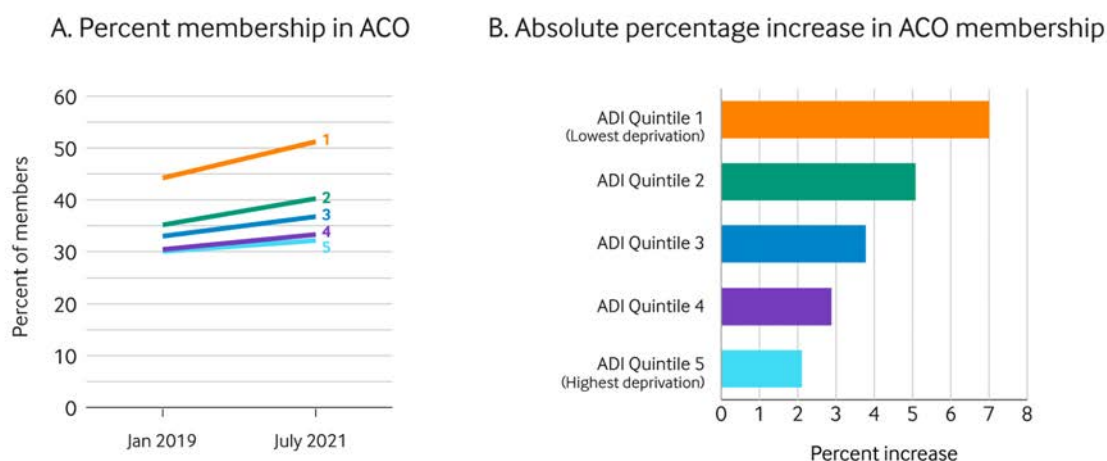 A. Percent membership in ACO
Percent of members
60
50
40
30
20
10
0
1
2
3
4
5
Jan 2019
July 2021
B. Absolute percentage increase in ACO membership
ADI Quintile 1
(Lowest deprivation)
ADI Quintile 2
ADI Quintile 3
ADI Quintile 4
ADI Quintile 5
(Highest deprivation)
0 1 2 3 4 5 6 7 8
Percent increase